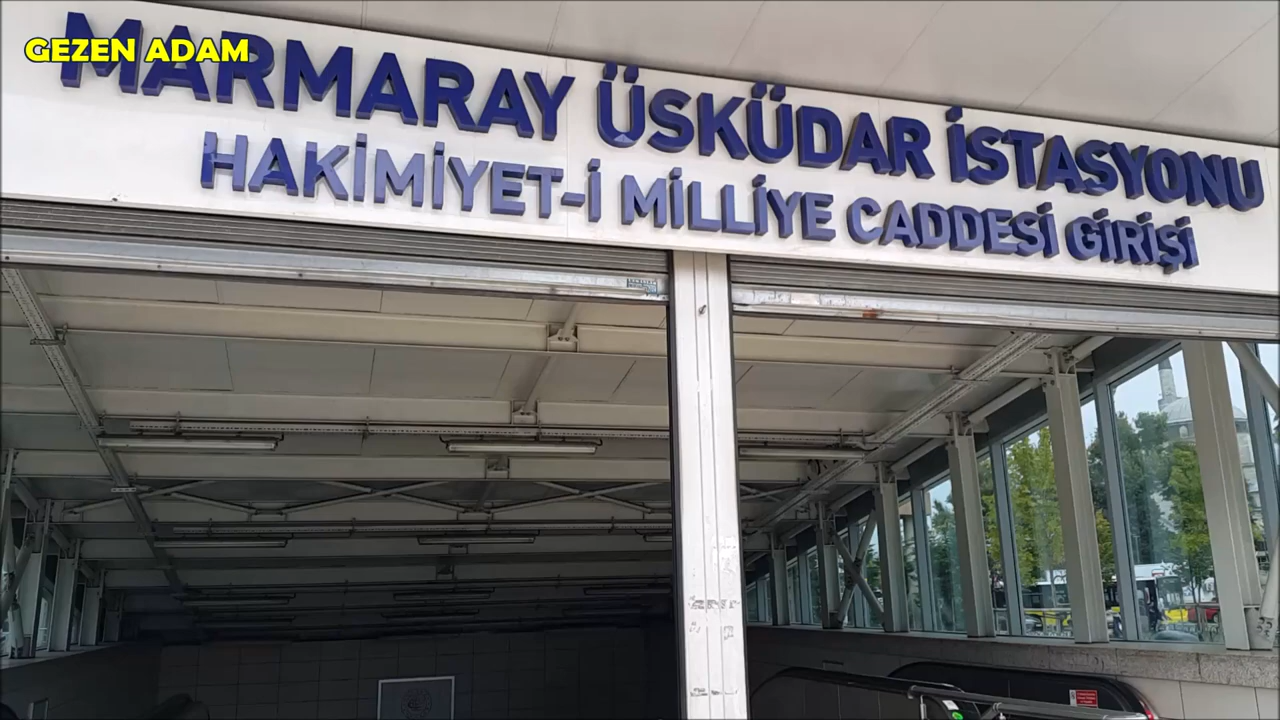 GEZEN ADAM
MARMARAY ÜSKÜDAR İSTASYONU
HAKİMİYET-İ MİLLİYE CADDESİ GİRİŞİ